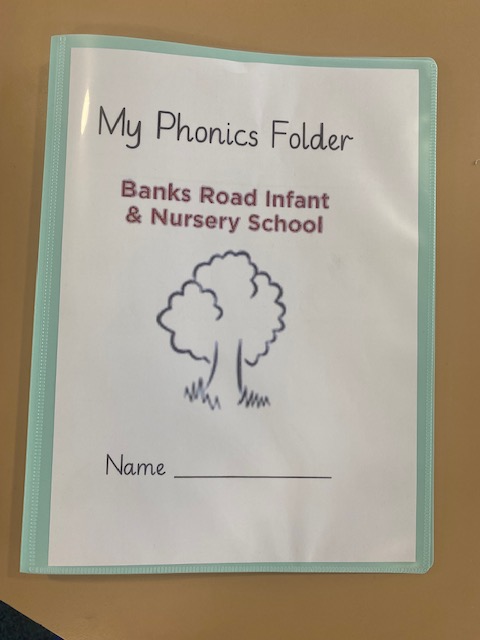 My Phonics Folder
Banks Road Infant
& Nursery School
Name